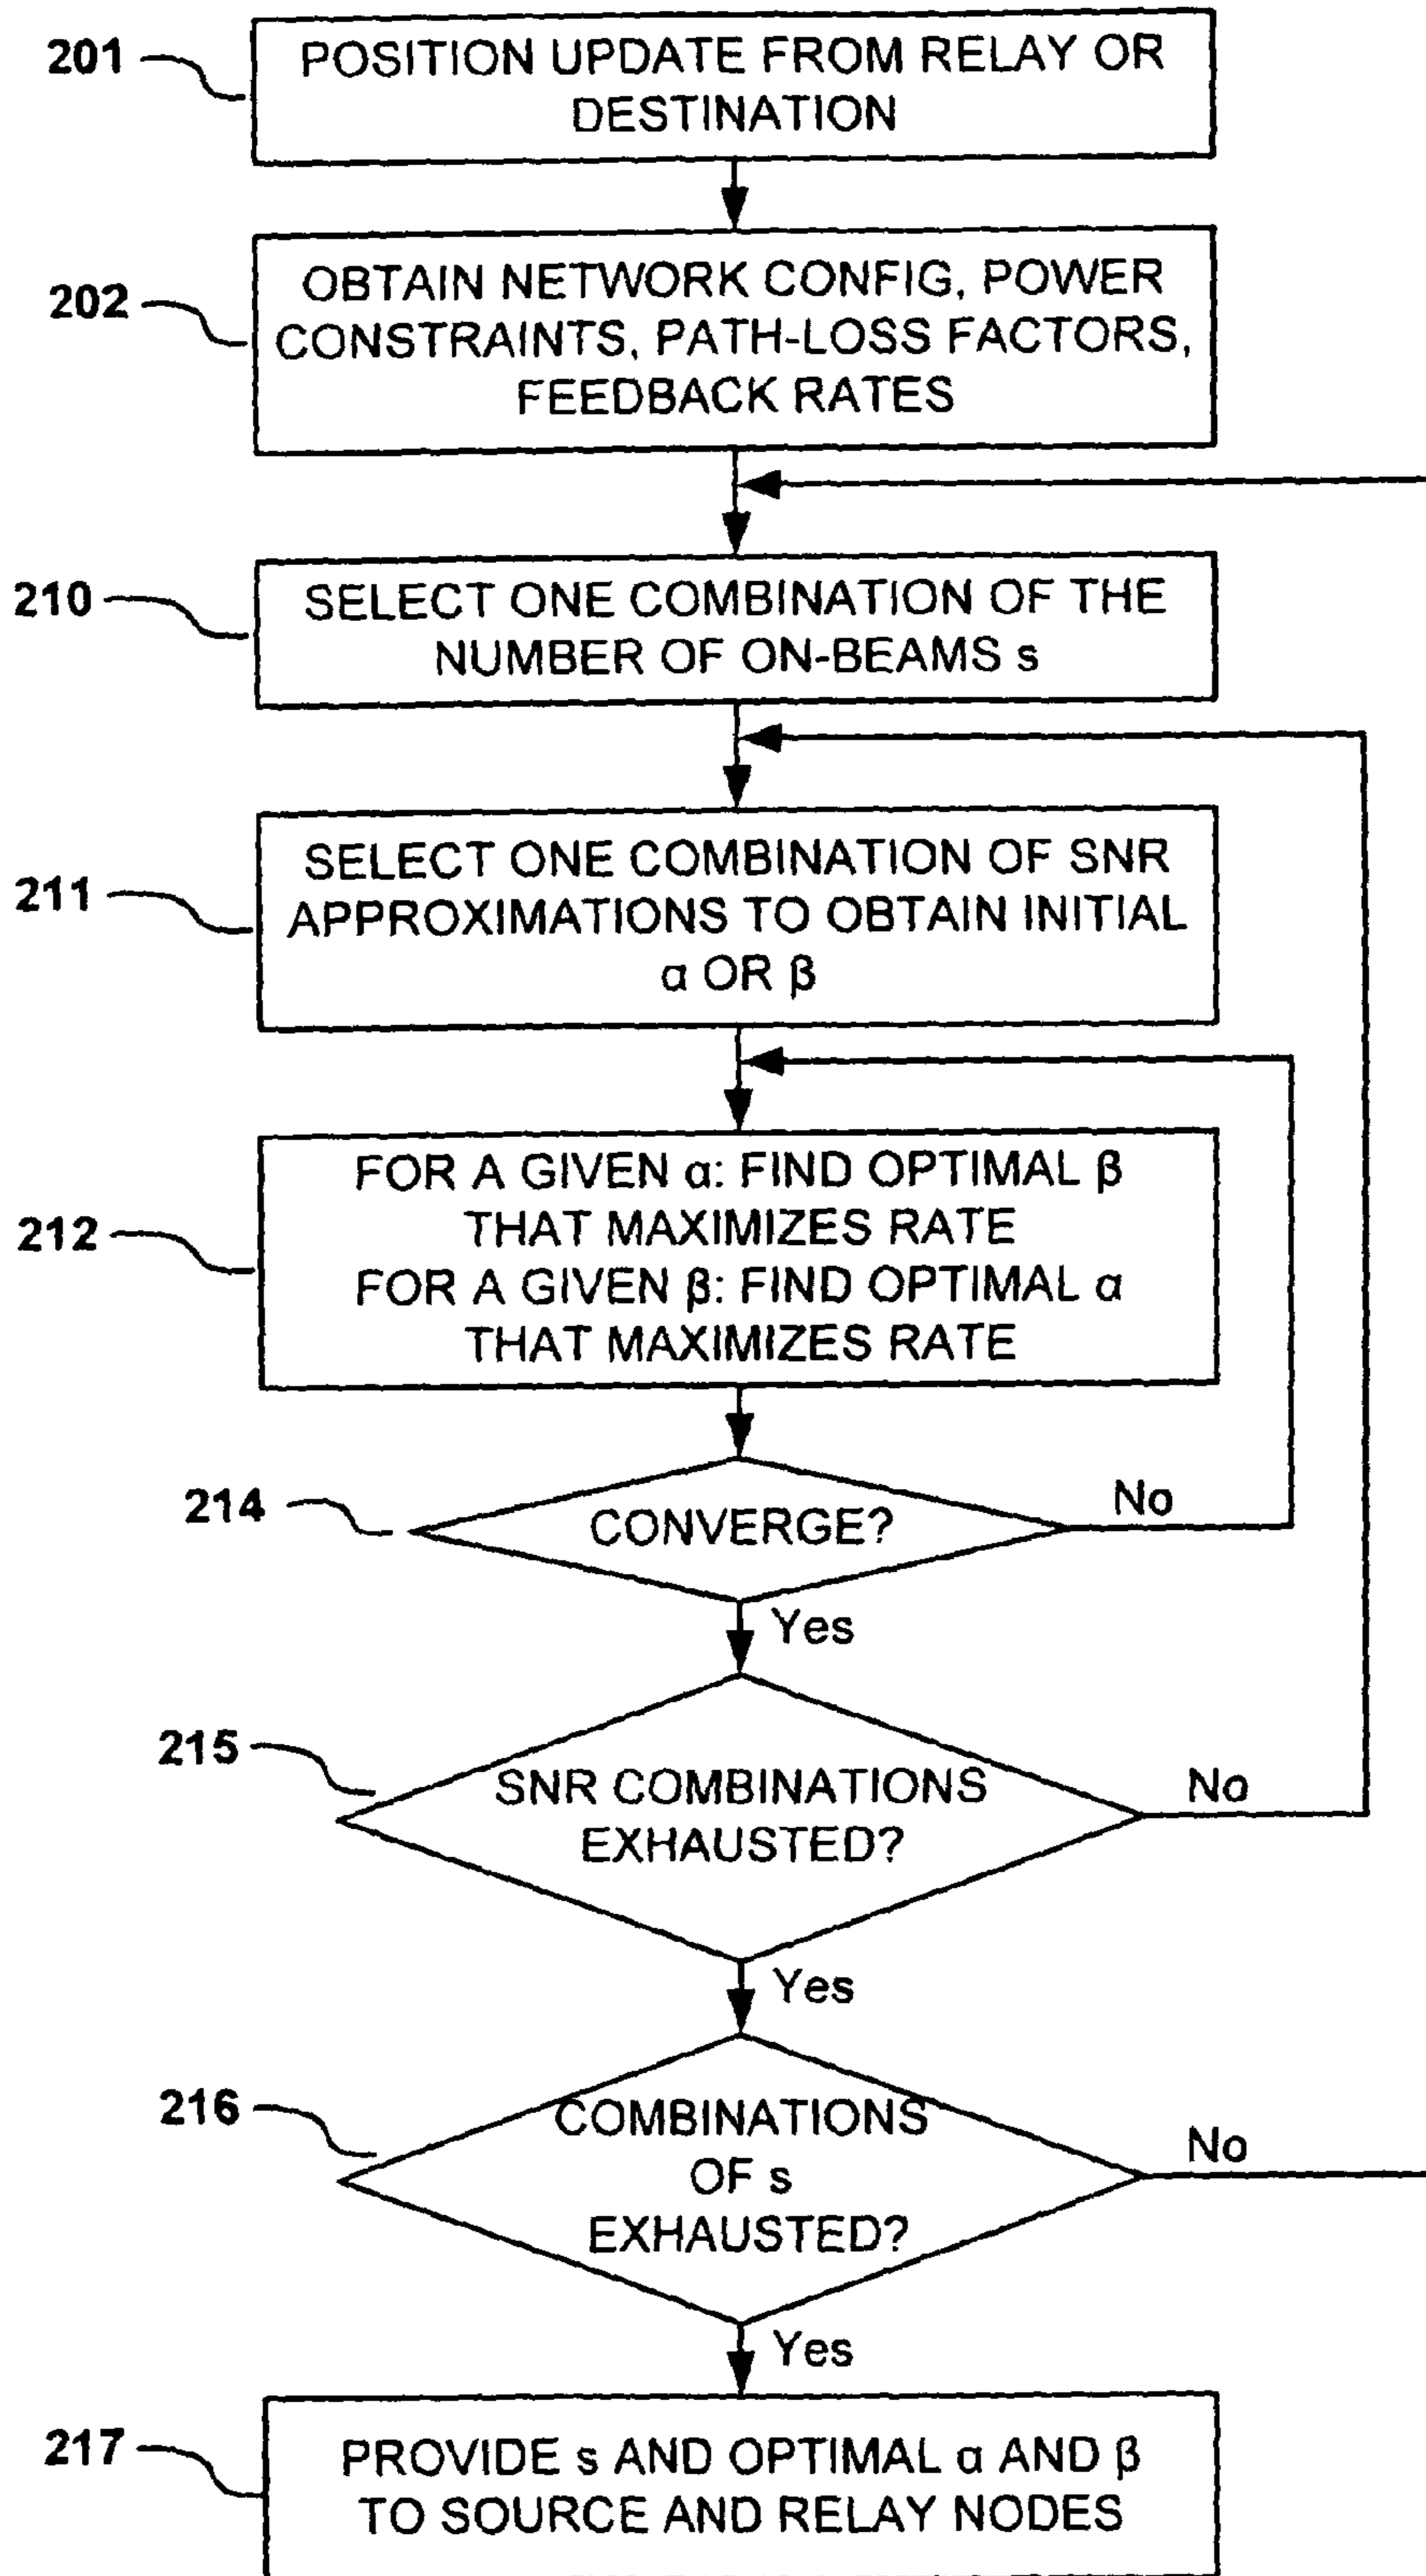 201
POSITION UPDATE FROM RELAY OR
DESTINATION
202
OBTAIN NETWORK CONFIG, POWER
CONSTRAINTS, PATH-LOSS FACTORS,
FEEDBACK RATES
210
SELECT ONE COMBINATION OF THE
NUMBER OF ON-BEAMS s
211
SELECT ONE COMBINATION OF SNR
APPROXIMATIONS TO OBTAIN INITIAL
α OR β
212
FOR A GIVEN α: FIND OPTIMAL β
THAT MAXIMIZES RATE
FOR A GIVEN β: FIND OPTIMAL α
THAT MAXIMIZES RATE
214
CONVERGE?
No
Yes
215
SNR COMBINATIONS
EXHAUSTED?
No
Yes
216
COMBINATIONS
OF s
EXHAUSTED?
No
Yes
217
PROVIDE s AND OPTIMAL α AND β
TO SOURCE AND RELAY NODES